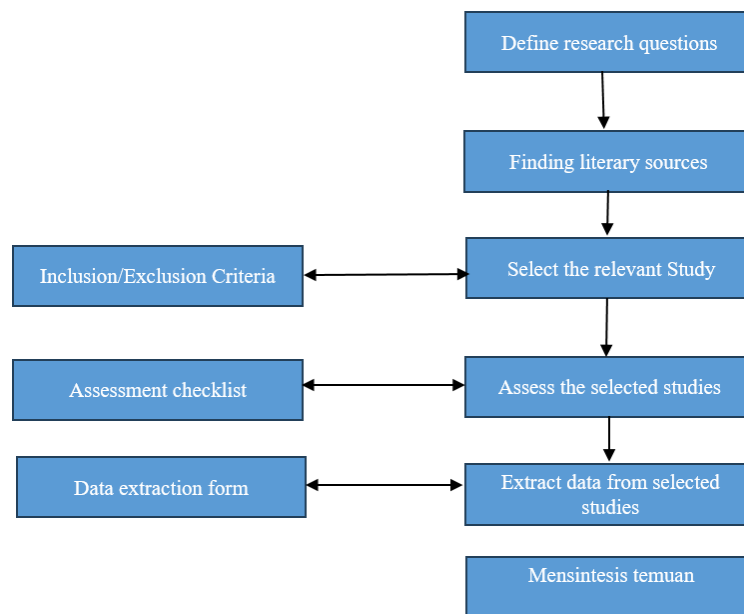 Define research questions
Finding literary sources
Inclusion/Exclusion Criteria
Select the relevant Study
Assessment checklist
Assess the selected studies
Data extraction form
Extract data from selected
studies
Mensintesis temuan